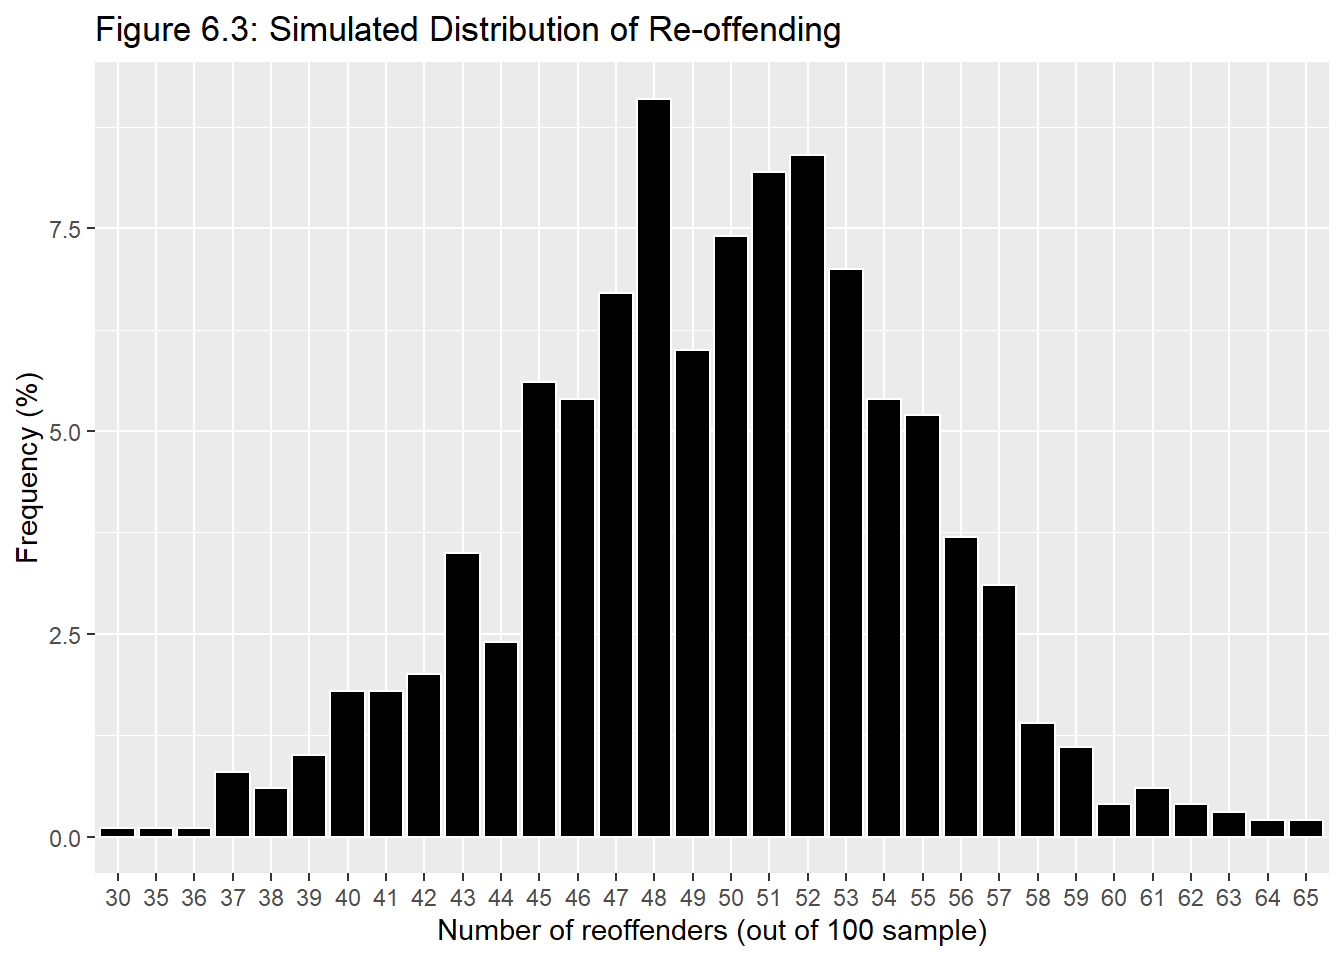 Figure 6.3: Simulated Distribution of Re-offending
Frequency (%)
7.5
5.0
2.5
0.0
30 35 36 37 38 39 40 41 42 43 44 45 46 47 48 49 50 51 52 53 54 55 56 57 58 59 60 61 62 63 64 65
Number of reoffenders (out of 100 sample)